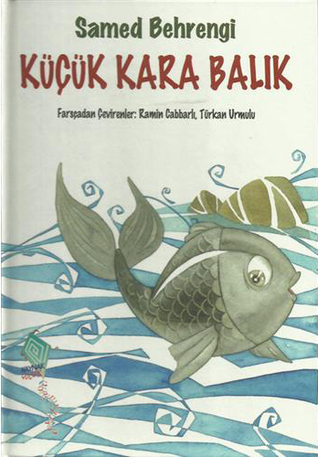 Samed Behrengi
KÜÇÜK KARA BALIK
Farsçadan Çevirenler: Ramin Cabbarlı, Türkan Urmulu